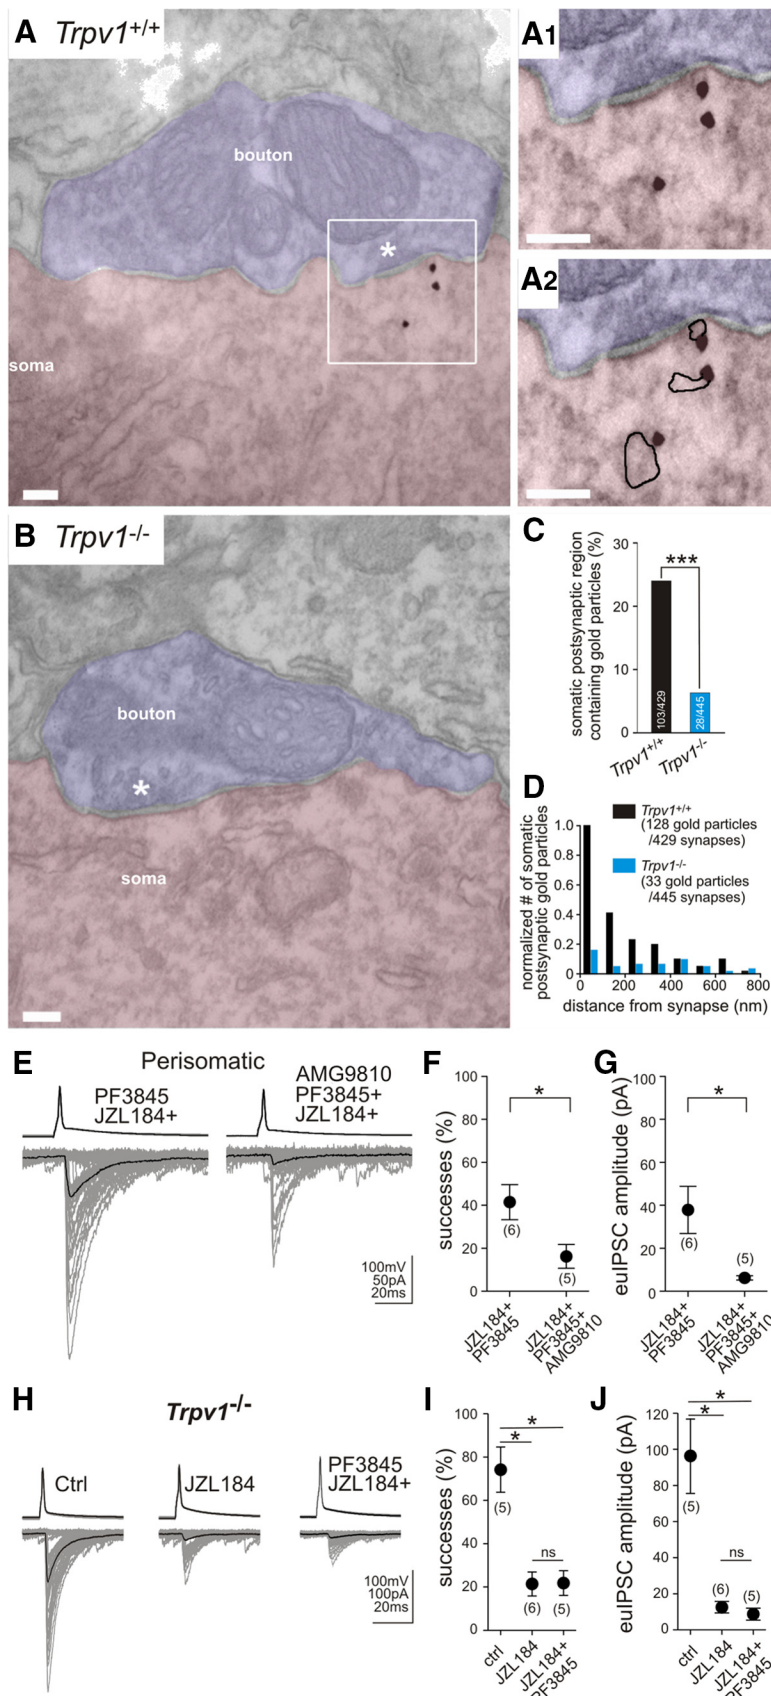 A Trpv1+/+
bouton
*
soma
A1
A2
B Trpv1-/-
bouton
*
soma
C
somatic postsynaptic region
containing gold particles (%)
30
20
10
0
***
103/429
28/445
Trpv1+/+
Trpv1-/-
D
normalized # of somatic
postsynaptic gold particles
1.0
0.8
0.6
0.4
0.2
0
Trpv1+/+
(128 gold particles
/429 synapses)
Trpv1-/-
(33 gold particles
/445 synapses)
0 200 400 600 800
distance from synapse (nm)
E
Perisomatic
PF3845
JZL184+
AMG9810
PF3845+
JZL184+
100mV
50pA
20ms
F
successes (%)
100
80
60
40
20
0
*
(6)
(5)
JZL184+
PF3845
JZL184+
PF3845+
AMG9810
G
euIPSC amplitude (pA)
100
80
60
40
20
0
*
(6)
(5)
JZL184+
PF3845
JZL184+
PF3845+
AMG9810
H
Trpv1-/-
Ctrl
JZL184
PF3845
JZL184+
100mV
100pA
20ms
I
successes (%)
100
80
60
40
20
0
*
*
ns
(5)
(6)
(5)
ctrl
JZL184
JZL184+
PF3845
J
euIPSC amplitude (pA)
120
100
80
60
40
20
0
*
*
ns
(5)
(6)
(5)
ctrl
JZL184
JZL184+
PF3845